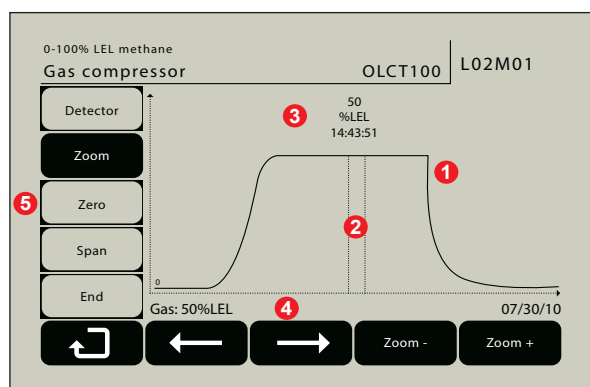 0-100% LEL methane
Gas compressor
OLCT100
L02M01
Detector
Zoom
Zero
Span
End
50
%LEL
14:43:51
3
1
5
2
0
Gas: 50%LEL
4
07/30/10
Zoom -
Zoom +